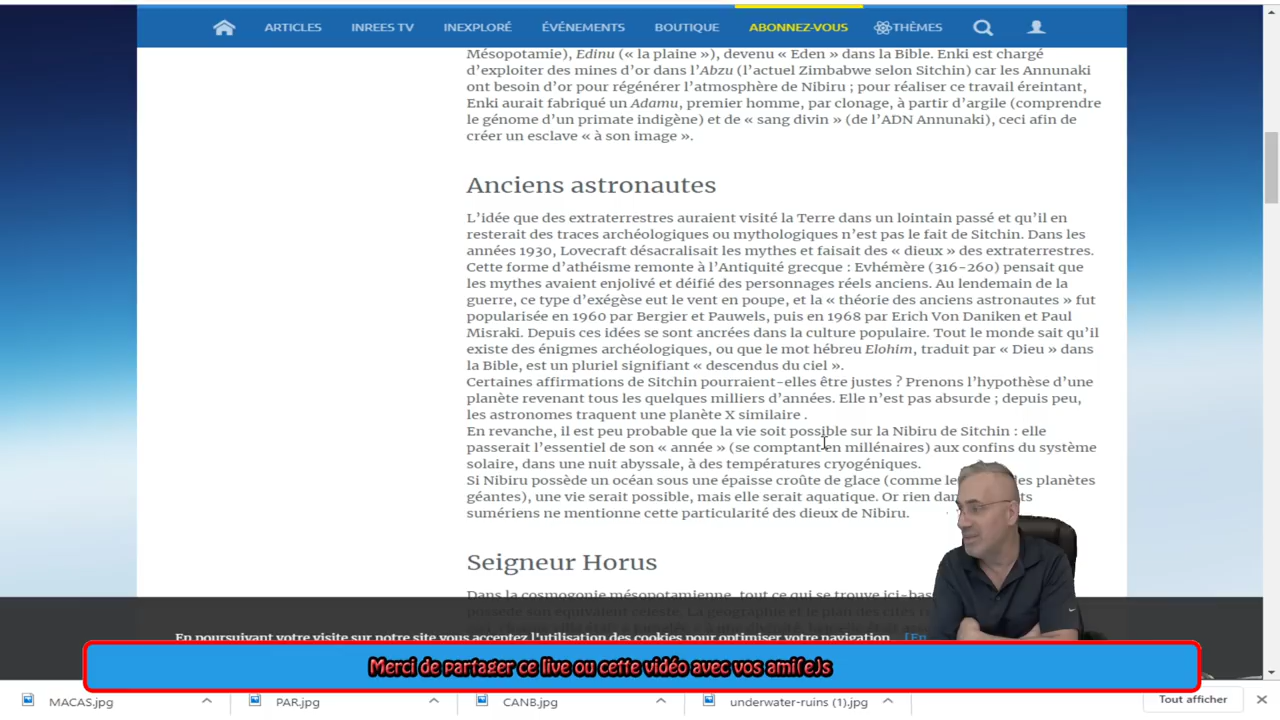 ARTICLES INREES TV INEXPLORÉ ÉVÉNEMENTS BOUTIQUE ABONNEZ-VOUS THÈMES
Mésopotamie), Edinu (« la plaine »), devenu « Eden » dans la Bible. Enki est chargé
d’exploiter des mines d’or dans l’Abzu (l’actuel Zimbabwe selon Sitchin) car les Annunaki
ont besoin d’or pour régénérer l’atmosphère de Nibiru ; pour réaliser ce travail éreintant,
Enki aurait fabriqué un Adamu, premier homme, par clonage, à partir d’argile (comprendre
le génome d’un primate indigène) et de « sang divin » (de l’ADN Annunaki), ceci afin de
créer un esclave « à son image ».
Anciens astronautes
L’idée que des extraterrestres auraient visité la Terre dans un lointain passé et qu’il en
resterait des traces archéologiques ou mythologiques n’est pas le fait de Sitchin. Dans les
années 1930, Lovecraft désacralisait les mythes et faisait des « dieux » des extraterrestres.
Cette forme d’athéisme remonte à l’Antiquité grecque : Evhémère (316-260) pensait que
les mythes avaient enjolivé et déifié des personnages réels anciens. Au lendemain de la
guerre, ce type d’exégèse eut le vent en poupe, et la « théorie des anciens astronautes » fut
popularisée en 1960 par Bergier et Pauwels, puis en 1968 par Erich Von Daniken et Paul
Misraki. Depuis ces idées se sont ancrées dans la culture populaire. Tout le monde sait qu’il
existe des énigmes archéologiques, ou que le mot hébreu Elohim, traduit par « Dieu » dans
la Bible, est un pluriel signifiant « descendus du ciel ».
Certaines affirmations de Sitchin pourraient-elles être justes ? Prenons l’hypothèse d’une
planète revenant tous les quelques milliers d’années. Elle n’est pas absurde ; depuis peu,
les astronomes traquent une planète X similaire .
En revanche, il est peu probable que la vie soit possible sur la Nibiru de Sitchin : elle
passerait l’essentiel de son « année » (se comptant en millénaires) aux confins du système
solaire, dans une nuit abyssale, à des températures cryogéniques.
Si Nibiru possède un océan sous une épaisse croûte de glace (comme des planètes
géantes), une vie serait possible, mais elle serait aquatique. Or rien
sumériens ne mentionne cette particularité des dieux de Nibiru.
Seigneur Horus
Dans la cosmogonie mésopotamienne, tout ce qui se trouve ici-bas
possède son équivalent céleste. La géographie et le plan des cités
En poursuivant votre visite sur notre site vous acceptez l'utilisation des cookies pour optimiser votre navigation.
Merci de partager ce live ou cette vidéo avec vos ami(e)s
MACAS.jpg PAR.jpg CANB.jpg underwater-ruins (1).jpg Tout afficher